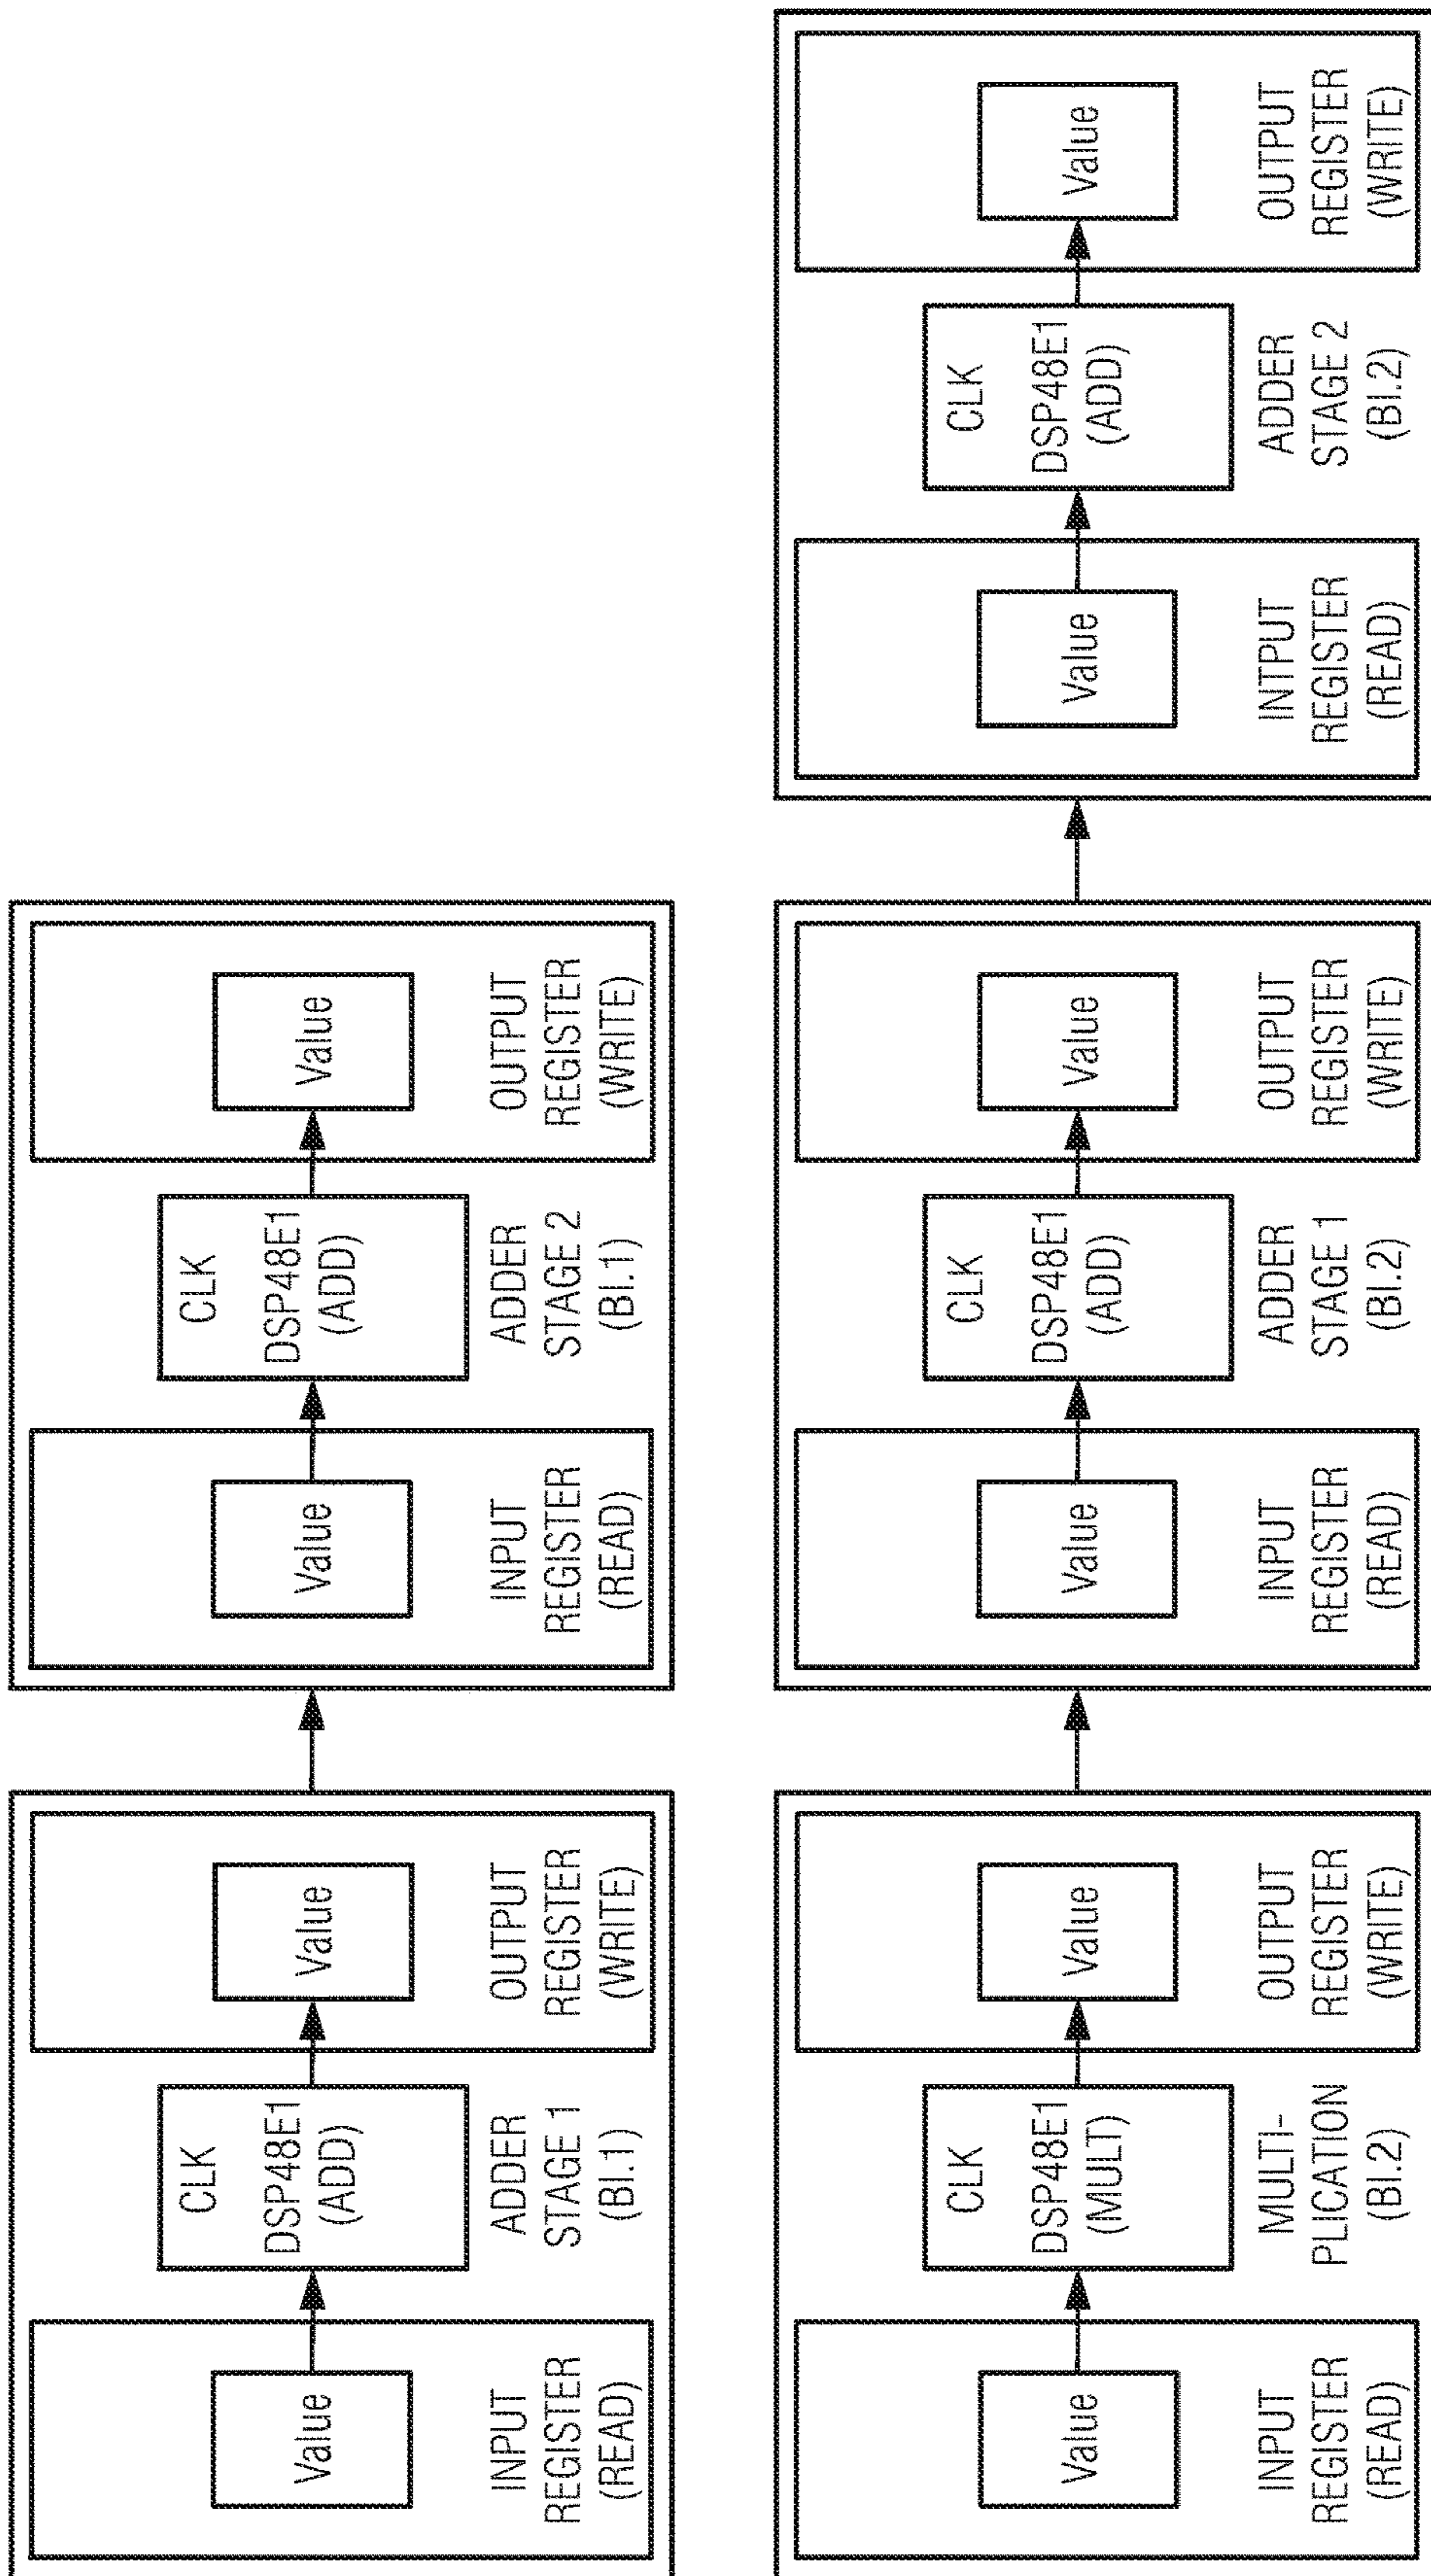 Value
INPUT
REGISTER
(READ)
CLK
DSP48E1
(ADD)
ADDER
STAGE 1
(BI.1)
Value
OUTPUT
REGISTER
(WRITE)
Value
INPUT
REGISTER
(READ)
CLK
DSP48E1
(ADD)
ADDER
STAGE 2
(BI.1)
Value
OUTPUT
REGISTER
(WRITE)
Value
INPUT
REGISTER
(READ)
CLK
DSP48E1
(MULT)
MULTI-
PLICATION
(BI.2)
Value
OUTPUT
REGISTER
(WRITE)
Value
INPUT
REGISTER
(READ)
CLK
DSP48E1
(ADD)
ADDER
STAGE 1
(BI.2)
Value
OUTPUT
REGISTER
(WRITE)
Value
INTPUT
REGISTER
(READ)
CLK
DSP48E1
(ADD)
ADDER
STAGE 2
(BI.2)
Value
OUTPUT
REGISTER
(WRITE)